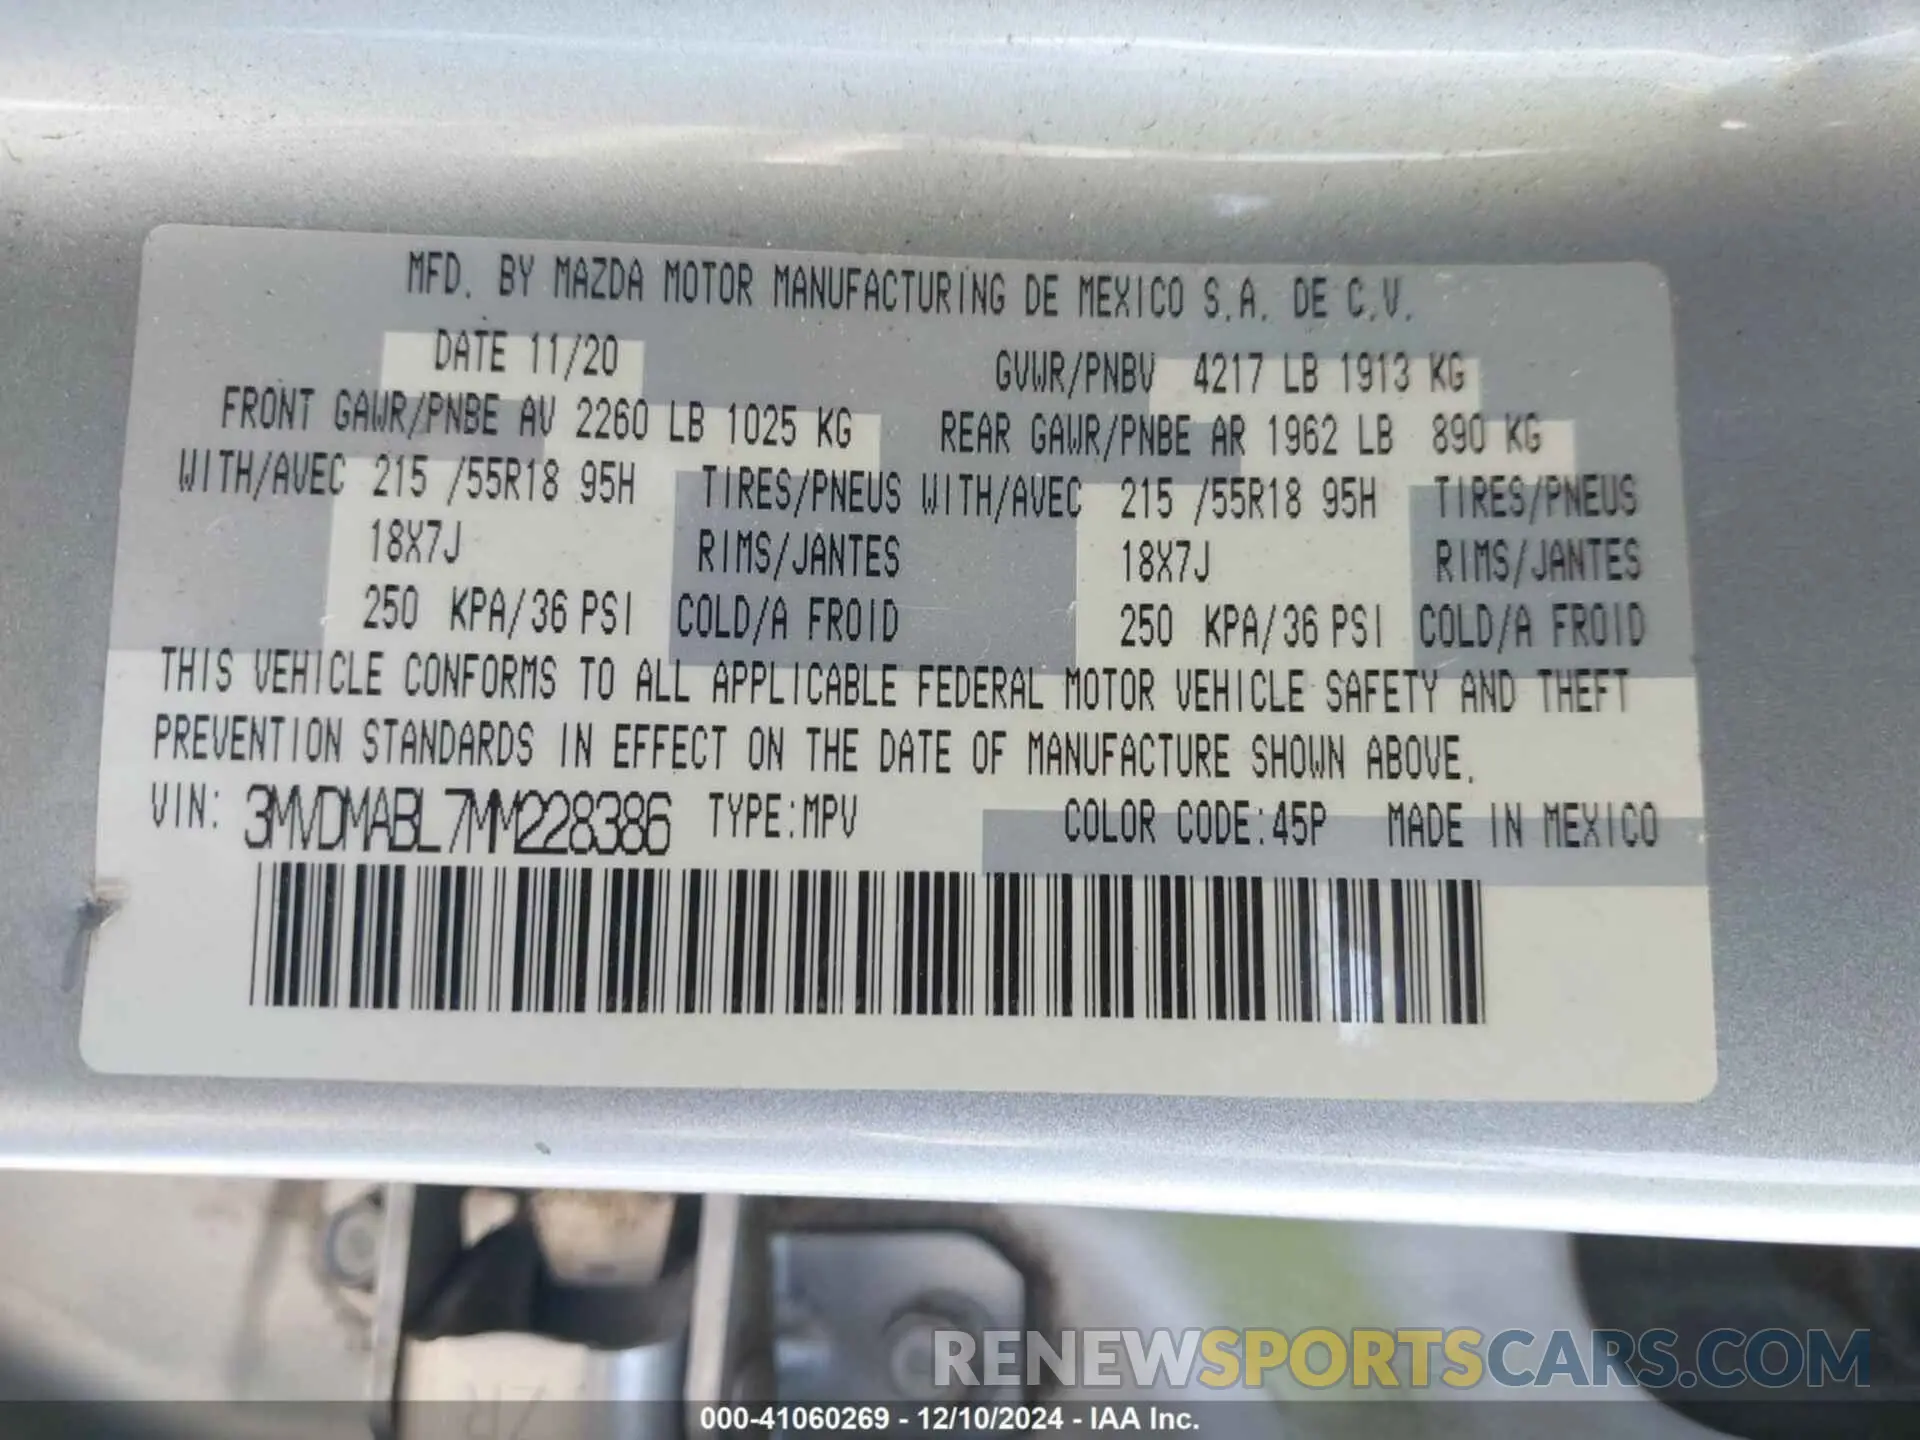 MFD. BY MAZDA MOTOR MANUFACTURING DE MEXICO S.A. DE C.V.
DATE 11/20 GVWR/PNBV 4217 LB 1913 KG
FRONT GAWR/PNBE AV 2260 LB 1025 KG REAR GAWR/PNBE AR 1962 LB 890 KG
WITH/AVEC 215 /55R18 95H TIRES/PNEUS WITH/AVEC 215 /55R18 95H TIRES/PNEUS
18X7J RIMS/JANTES 18X7J RIMS/JANTES
250 KPA/36 PSI COLD/A FROID 250 KPA/36 PSI COLD/A FROID
THIS VEHICLE CONFORMS TO ALL APPLICABLE FEDERAL MOTOR VEHICLE SAFETY AND THEFT
PREVENTION STANDARDS IN EFFECT ON THE DATE OF MANUFACTURE SHOWN ABOVE.
VIN: 3MVDMABL7MM228386 TYPE:MPV COLOR CODE:45P MADE IN MEXICO
RENEWSPORTSCARS.COM
000-41060269 - 12/10/2024 - IAA Inc.